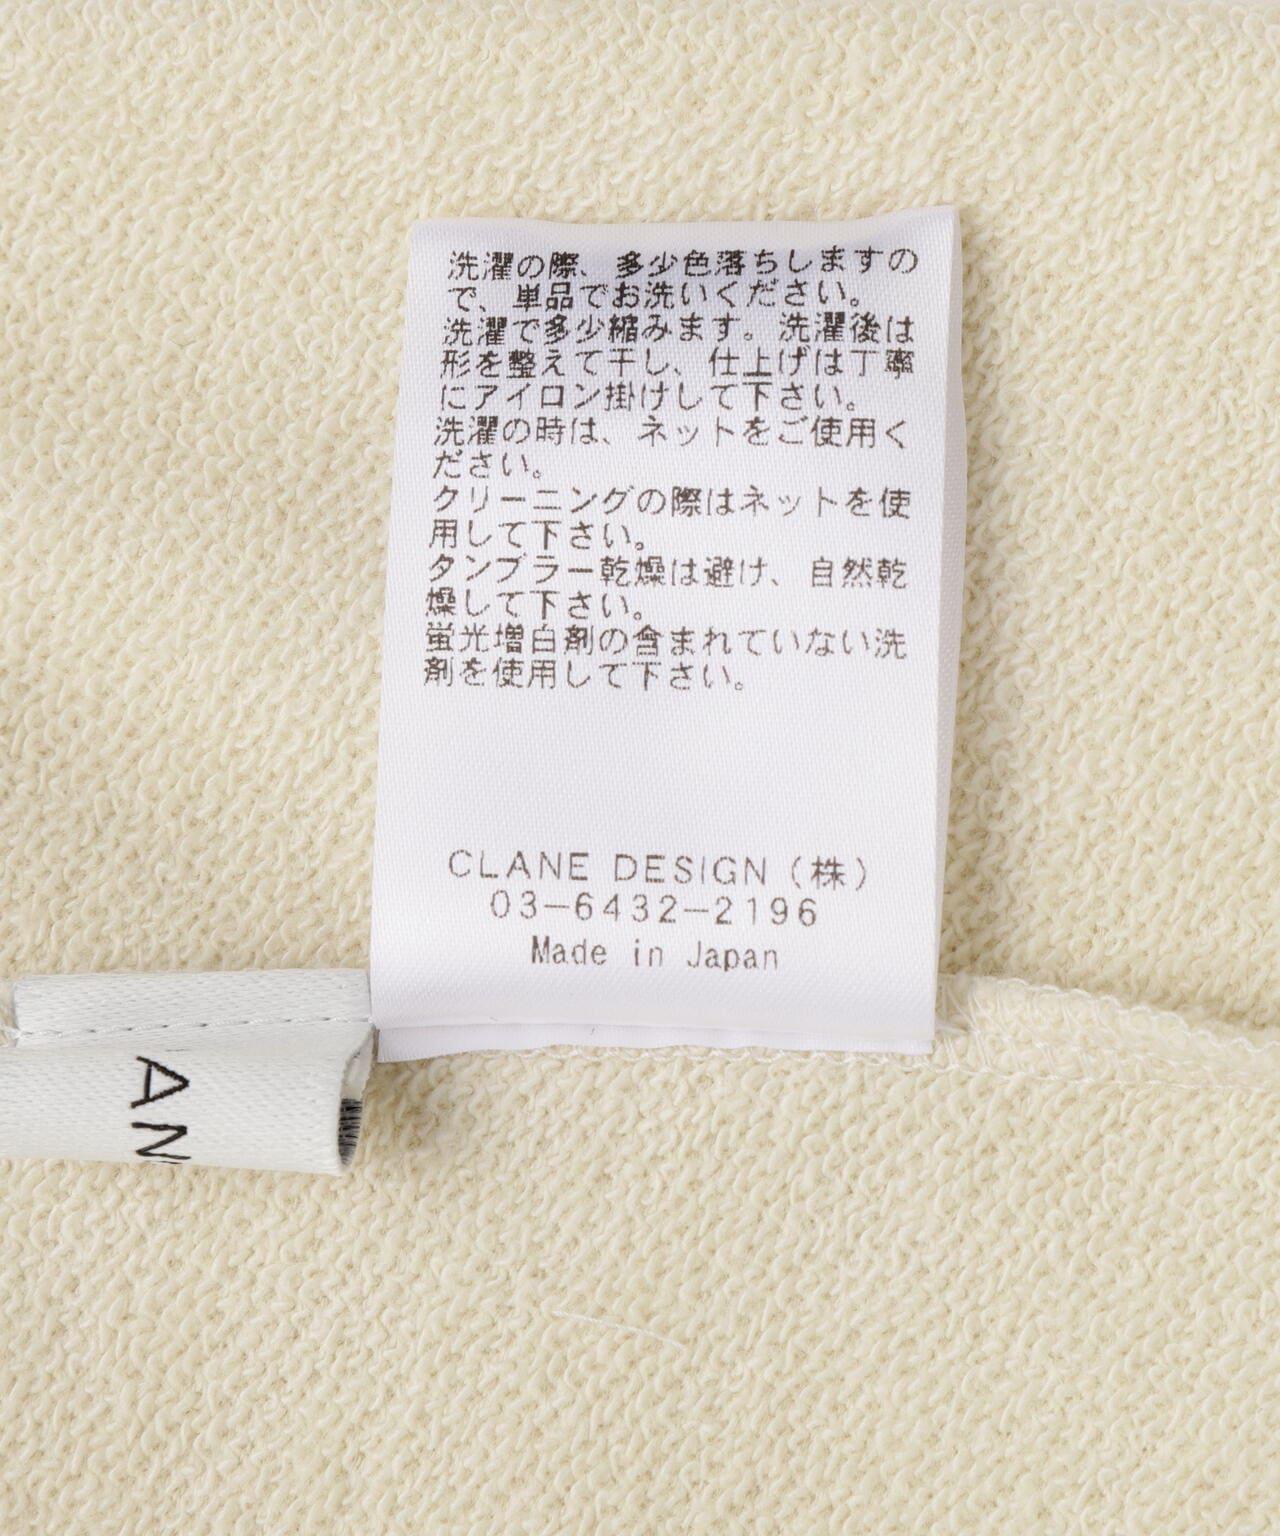 洗濯の際、多少色落ちしますの
で、単品でお洗いください。
洗濯で多少縮みます。洗濯後は
形を整えて干し、仕上げは丁寧
にアイロン掛けして下さい。
洗濯の時は、ネットをご使用く
ださい。
クリーニングの際はネットを使
用して下さい。
タンブラー乾燥は避け、自然乾
燥して下さい。
蛍光増白剤の含まれていない洗
剤を使用して下さい。
CLANE DESIGN（株）
03-6432-2196
Made in Japan
AN